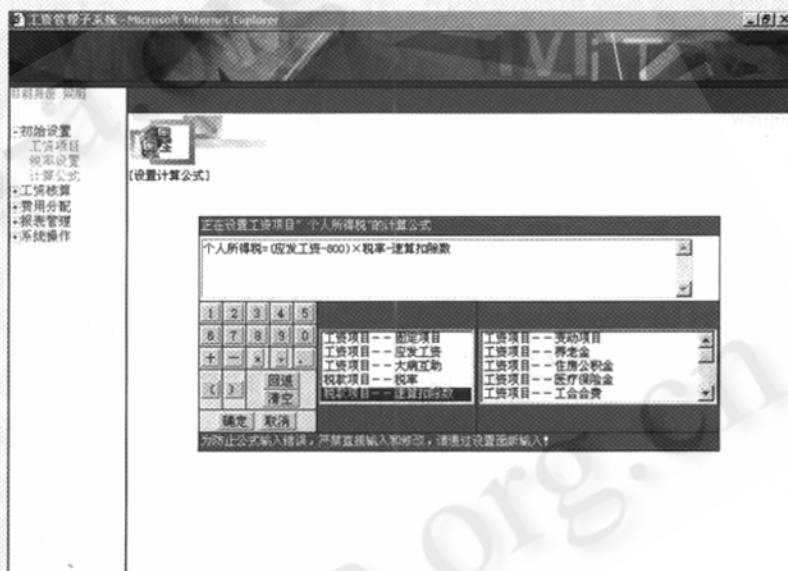 工资管理子系统 - Microsoft Internet Explorer
初始设置
工资项目
税率设置
计算公式
工资核算
费用分配
报表管理
系统操作
[设置计算公式]
正在设置工资项目"个人所得税"的计算公式
个人所得税=(应发工资-800)×税率-速算扣除数
1 2 3 4 5
6 7 8 9 0
+ - × ÷ .
( ) 回退
清空
确定 取消
工资项目--固定项目
工资项目--应发工资
工资项目--大病互助
税款项目--税率
税款项目--速算扣除数
工资项目--变动项目
工资项目--养老金
工资项目--住房公积金
工资项目--医疗保险金
工资项目--工会会费
为防止公式输入错误，严禁直接输入和修改，请通过设置面板输入！